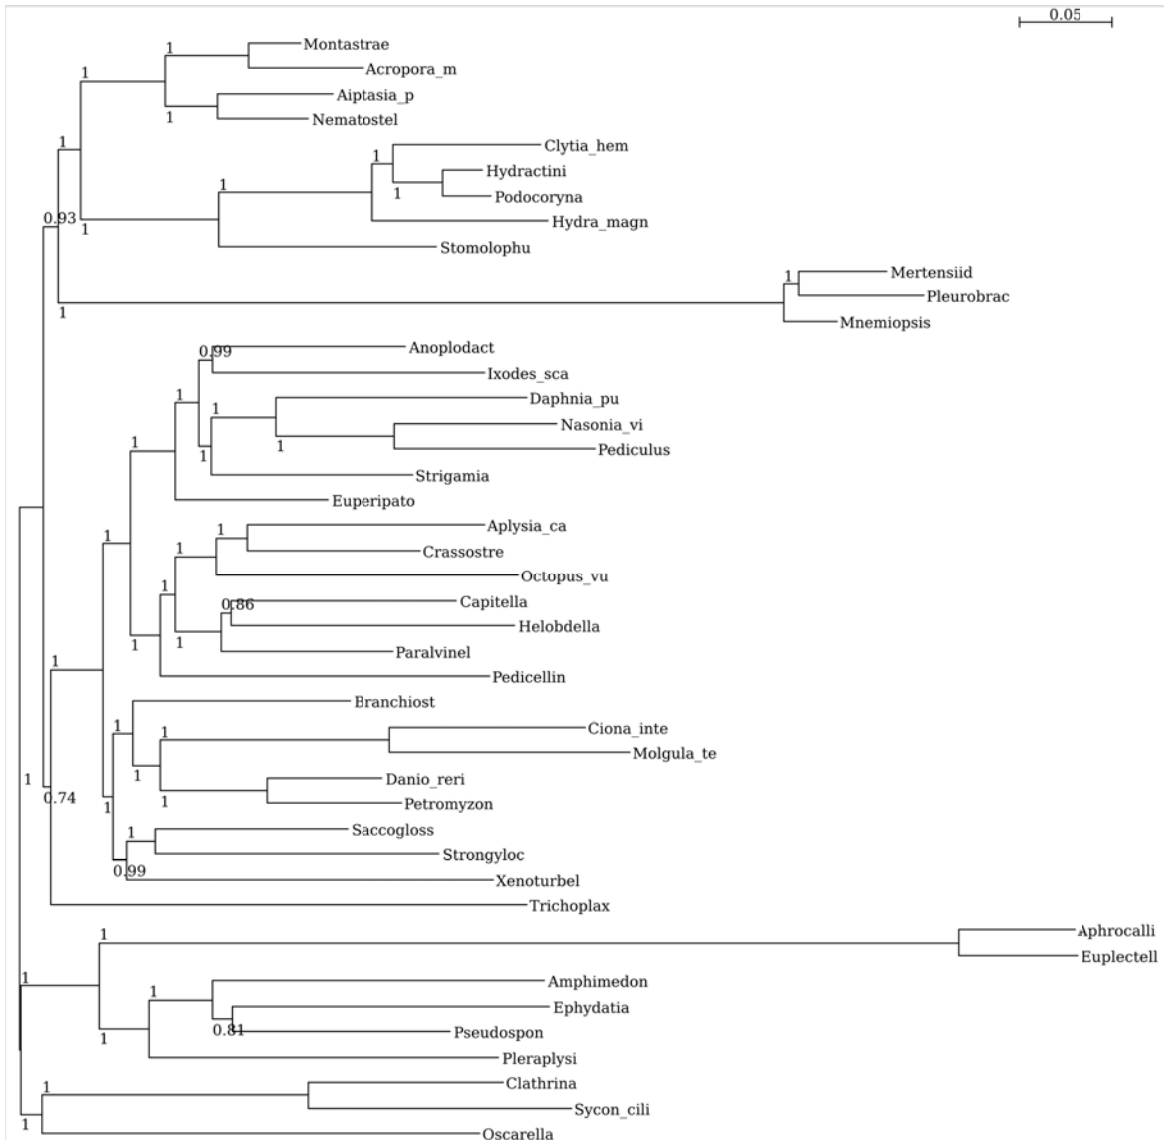 0.05
1
Montastrae
Acropora_m
1
Aiptasia_p
1
Nematostel
1
Clytia_hem
1
Hydractini
1
1
Podocoryna
0.93
1
Hydra_magn
Stomolophu
Mertensiid
1
Pleurobrac
1
Mnemiopsis
0.99
Anoplodact
Ixodes_sca
Daphnia_pu
1
1
Nasonia_vi
1
1
1
Pediculus
Strigamia
Euperipato
Aplysia_ca
1
1
1
Crassostre
Octopus_vu
1
0.86
Capitella
Helobdella
1
1
Paralvinel
1
Pedicellin
Branchiost
1
1
Ciona_inte
Molgula_te
1
Danio_reri
1
0.74
1
1
Petromyzon
1
Saccogloss
Strongyloc
0.99
Xenoturbel
Trichoplax
1
Aphrocalli
Euplectell
1
1
Amphimedon
Ephydatia
1
0.81
Pseudospon
Pleraplysi
1
Clathrina
Sycon_cili
1
Oscarella